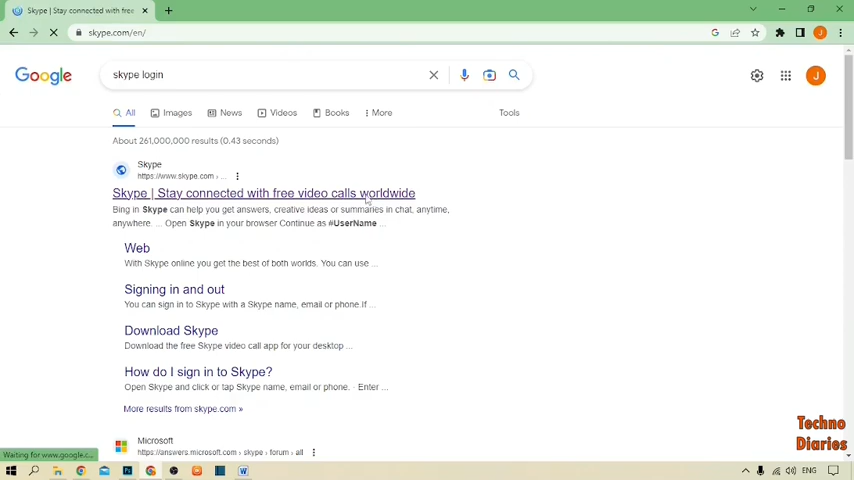 Skype | Stay connected with free
skype.com/en/
J
Google
skype login
J
All
Images
News
Videos
Books
More
Tools
About 261,000,000 results (0.43 seconds)
Skype
https://www.skype.com › ...
Skype | Stay connected with free video calls worldwide
Bing in Skype can help you get answers, creative ideas or summaries in chat, anytime,
anywhere. ... Open Skype in your browser Continue as #UserName ...
Web
With Skype online you get the best of both worlds. You can use ...
Signing in and out
You can sign in to Skype with a Skype name, email or phone.If ...
Download Skype
Download the free Skype video call app for your desktop ...
How do I sign in to Skype?
Open Skype and click or tap Skype name, email or phone. · Enter ...
More results from skype.com »
Microsoft
https://answers.microsoft.com › skype › forum › all
Techno
Diaries
Waiting for www.google.c...
ENG